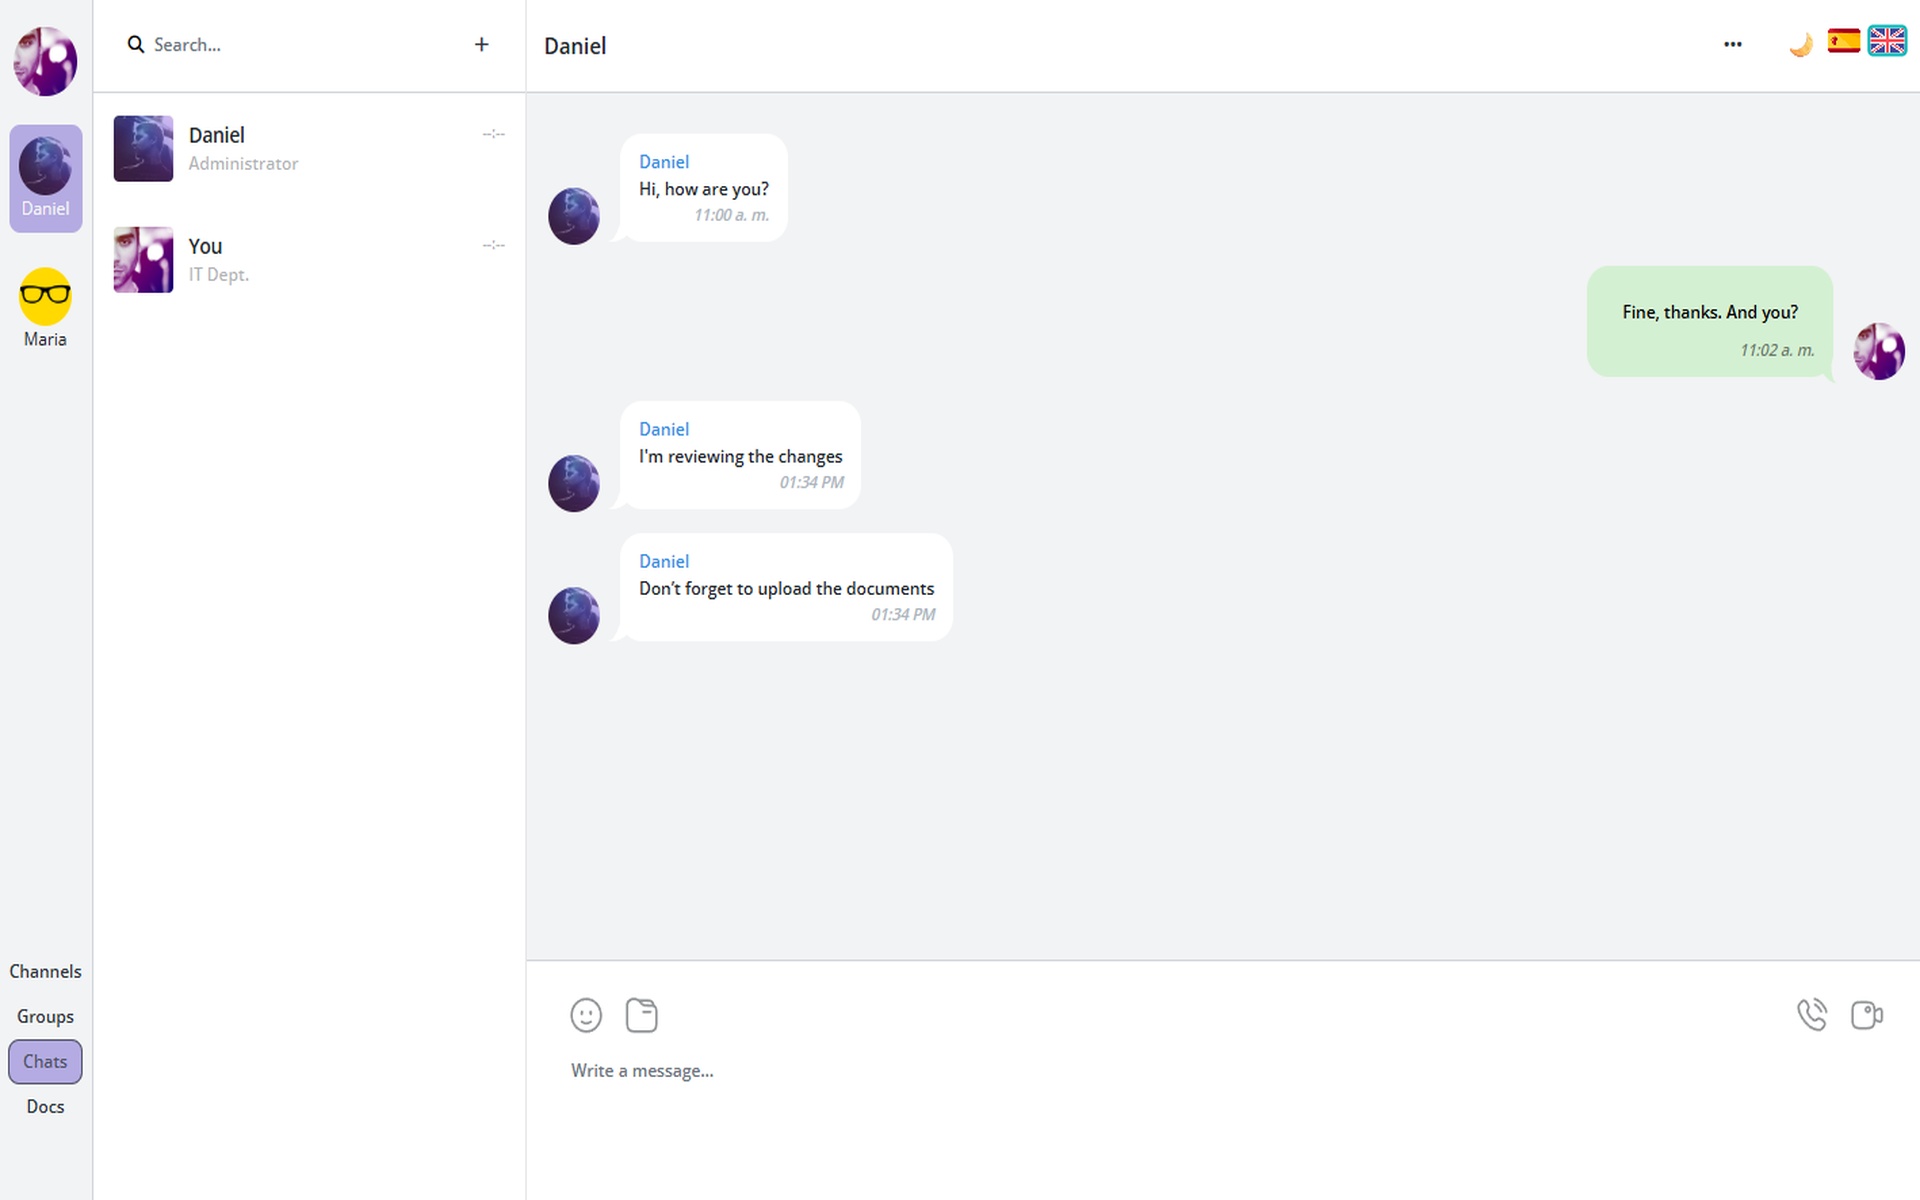 Daniel
Maria
Channels
Groups
Chats
Docs
Search...
+
Daniel
--:--
Administrator
You
--:--
IT Dept.
Daniel
Daniel
Hi, how are you?
11:00 a. m.
Fine, thanks. And you?
11:02 a. m.
Daniel
I'm reviewing the changes
01:34 PM
Daniel
Don't forget to upload the documents
01:34 PM
Write a message...